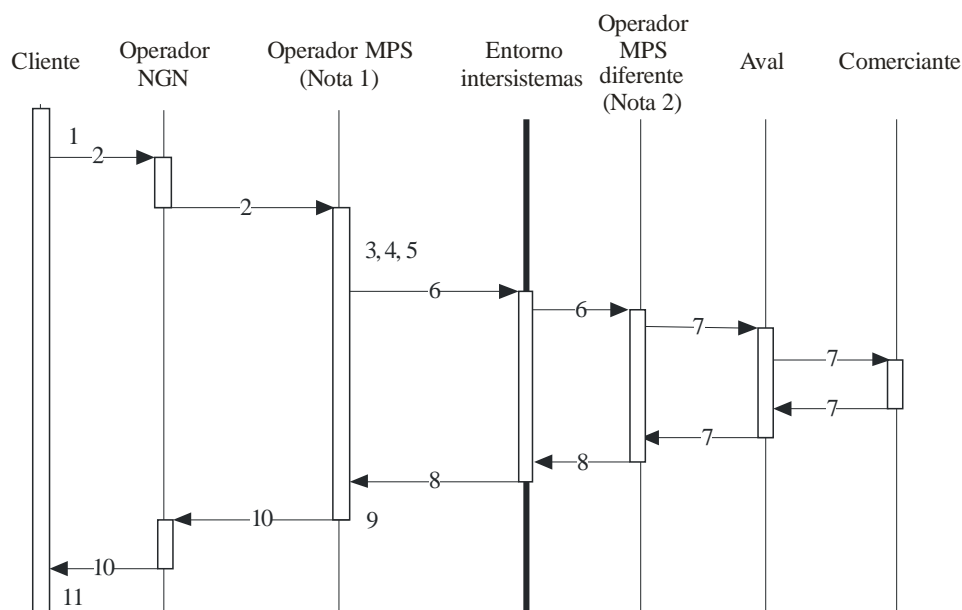 Cliente
Operador
NGN
Operador MPS
(Nota 1)
Entorno
intersistemas
Operador
MPS
diferente
(Nota 2)
Aval
Comerciante
1
2
2
3, 4, 5
6
6
7
7
7
7
8
8
10
9
10
11